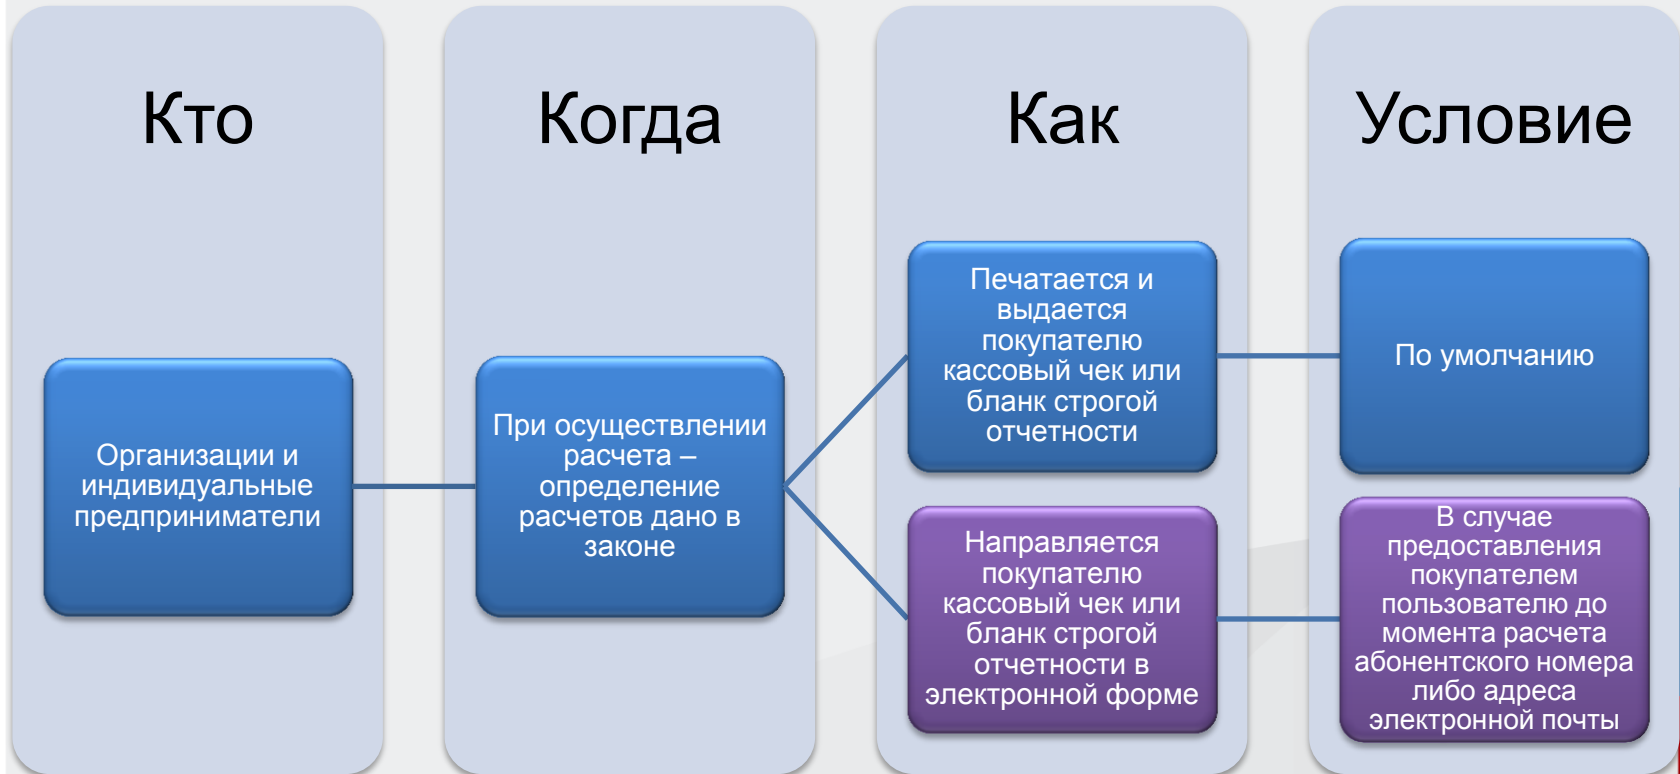 Кто
Когда
Как
Условие
Организации и
индивидуальные
предприниматели
При осуществлении
расчета –
определение
расчетов дано в
законе
Печатается и
выдается
покупателю
кассовый чек или
бланк строгой
отчетности
По умолчанию
Направляется
покупателю
кассовый чек или
бланк строгой
отчетности в
электронной форме
В случае
предоставления
покупателем
пользователю до
момента расчета
абонентского номера
либо адреса
электронной почты